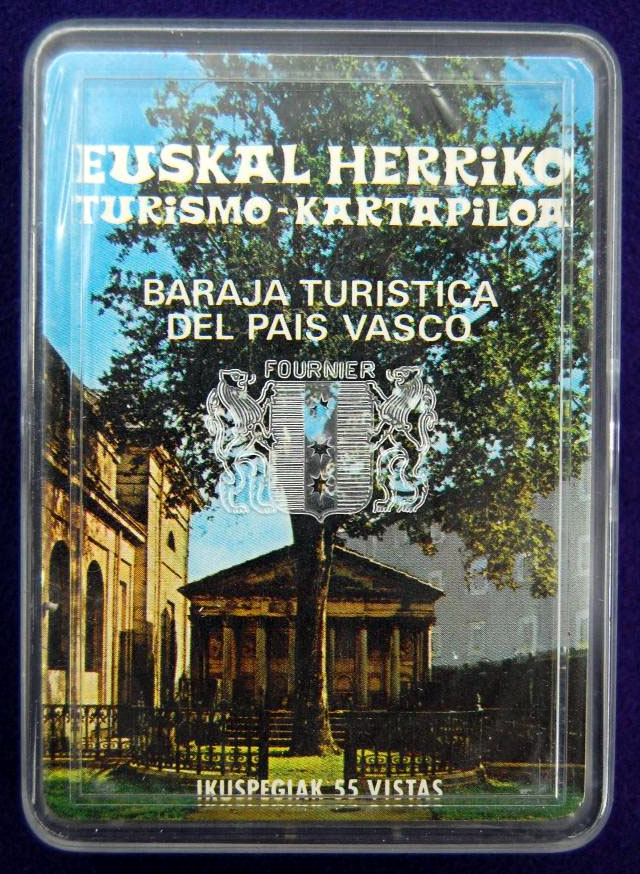 EUSKAL HERRiKO
TURiSMO-KARTAPiLOA
BARAJA TURISTICA
DEL PAIS VASCO
FOURNIER
IKUSPEGIAK 55 VISTAS